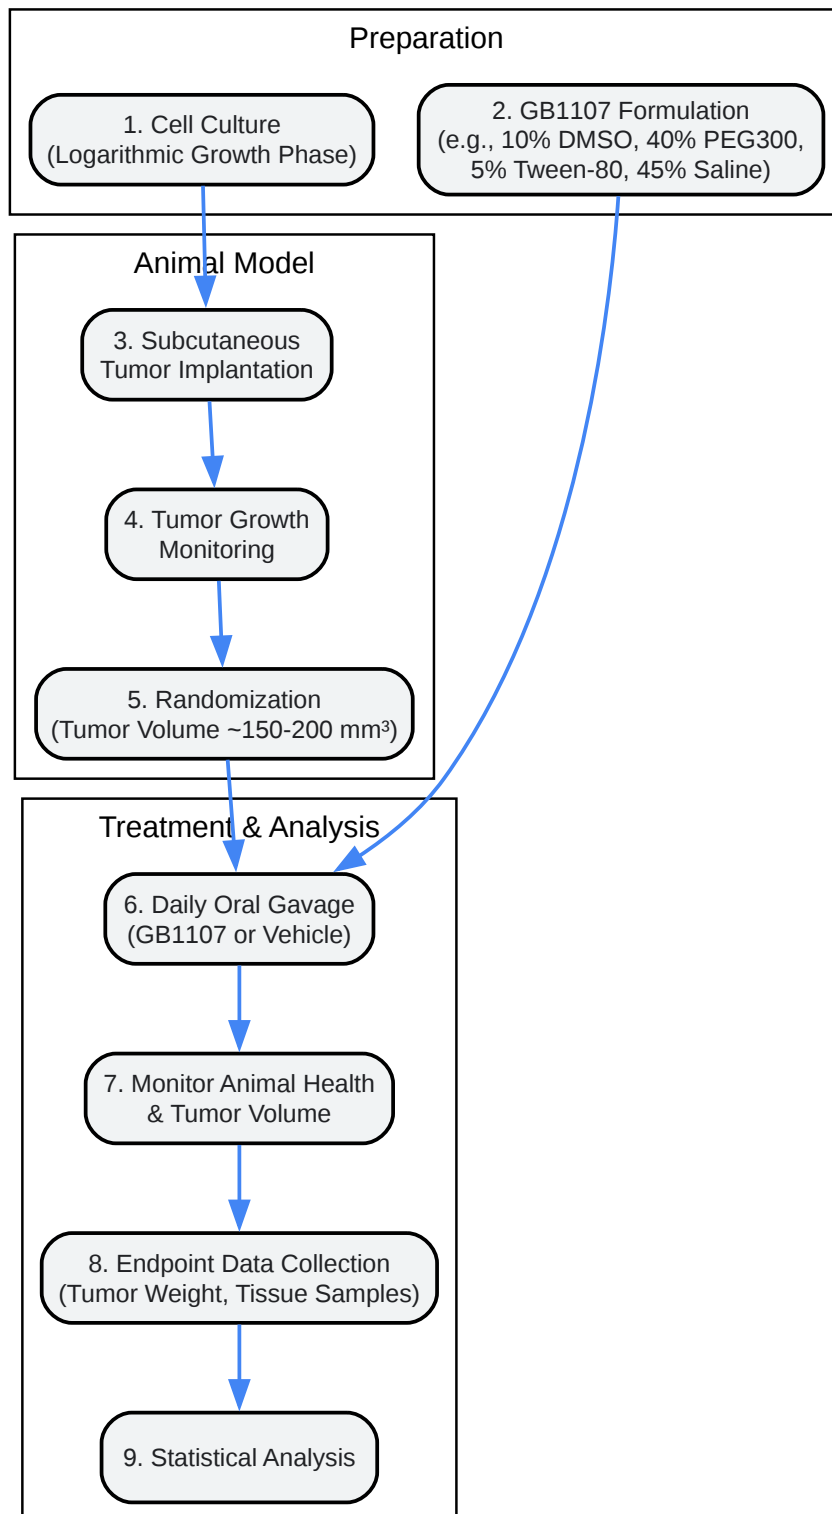 Preparation
1. Cell Culture
(Logarithmic Growth Phase)
2. GB1107 Formulation
(e.g., 10% DMSO, 40% PEG300,
5% Tween-80, 45% Saline)
Animal Model
3. Subcutaneous
Tumor Implantation
4. Tumor Growth
Monitoring
5. Randomization
(Tumor Volume ~150-200 mm³)
Treatment & Analysis
6. Daily Oral Gavage
(GB1107 or Vehicle)
7. Monitor Animal Health
& Tumor Volume
8. Endpoint Data Collection
(Tumor Weight, Tissue Samples)
9. Statistical Analysis